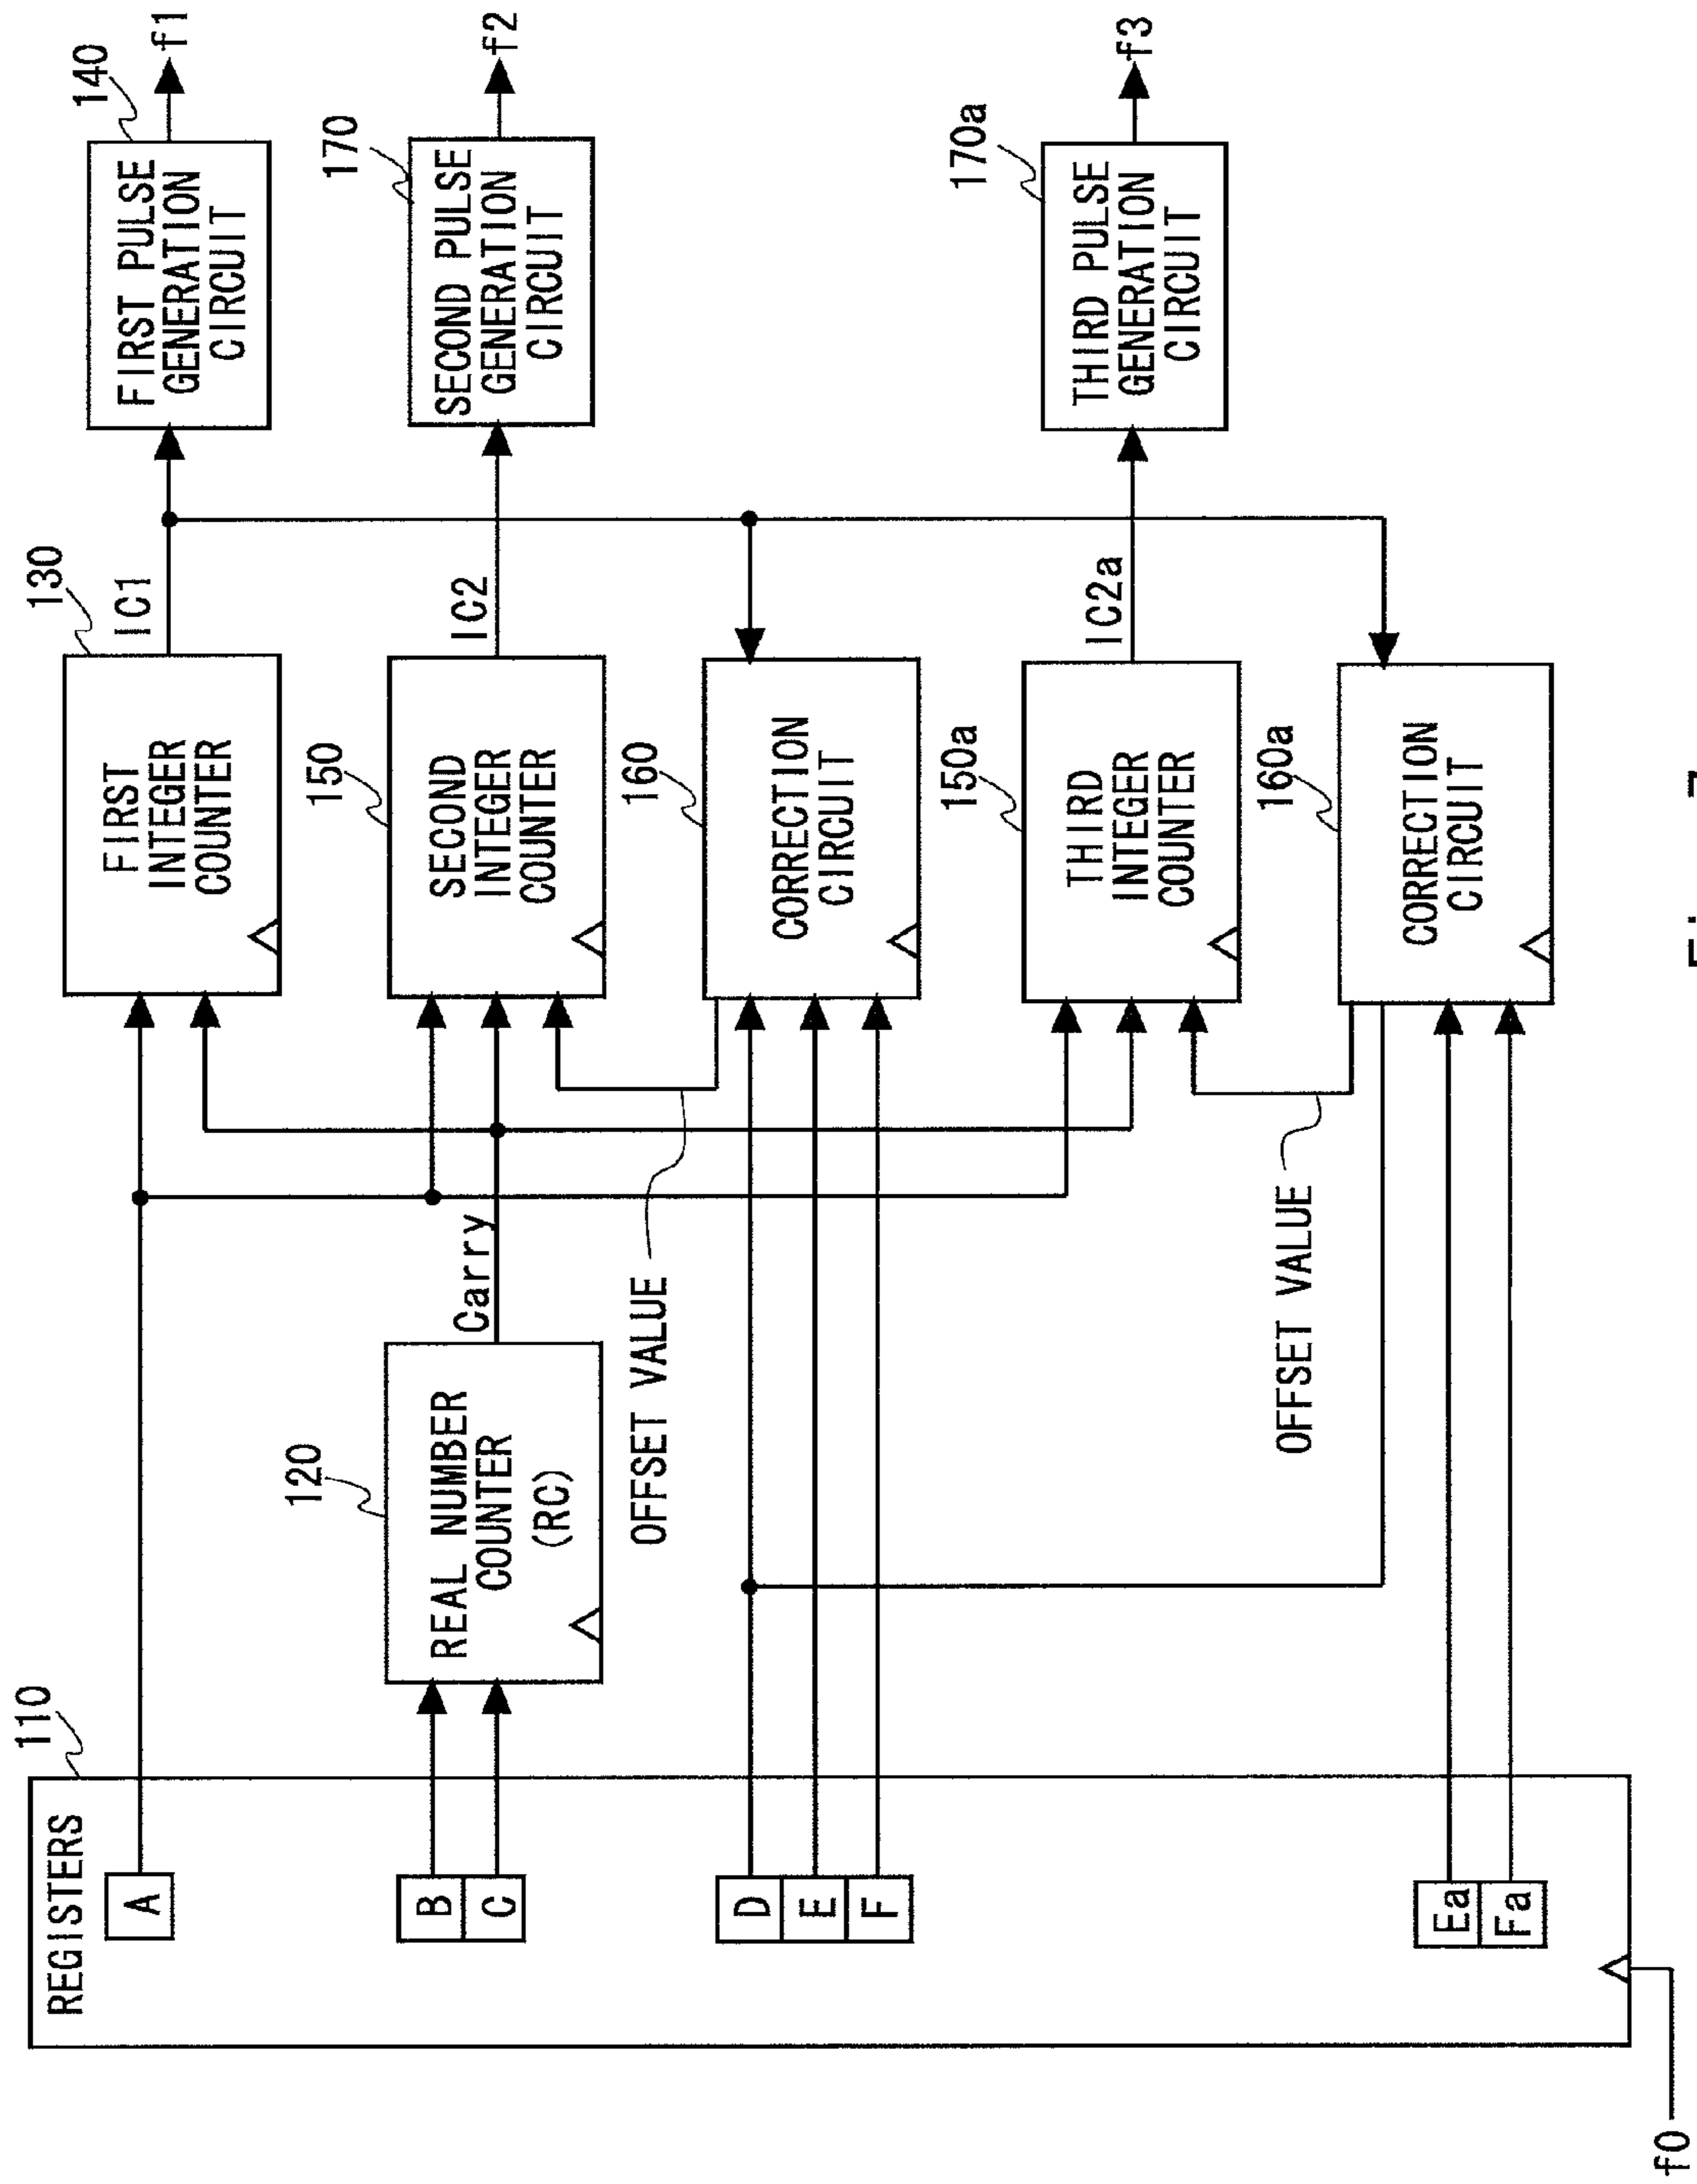 110
REGISTERS
A
B
C
D
E
F
Ea
Fa
f0
120
REAL NUMBER
COUNTER
(RC)
Carry
OFFSET VALUE
OFFSET VALUE
130
FIRST
INTEGER
COUNTER
IC1
150
SECOND
INTEGER
COUNTER
IC2
160
CORRECTION
CIRCUIT
150a
THIRD
INTEGER
COUNTER
IC2a
160a
CORRECTION
CIRCUIT
140
FIRST PULSE
GENERATION
CIRCUIT
f1
170
SECOND PULSE
GENERATION
CIRCUIT
f2
170a
THIRD PULSE
GENERATION
CIRCUIT
f3